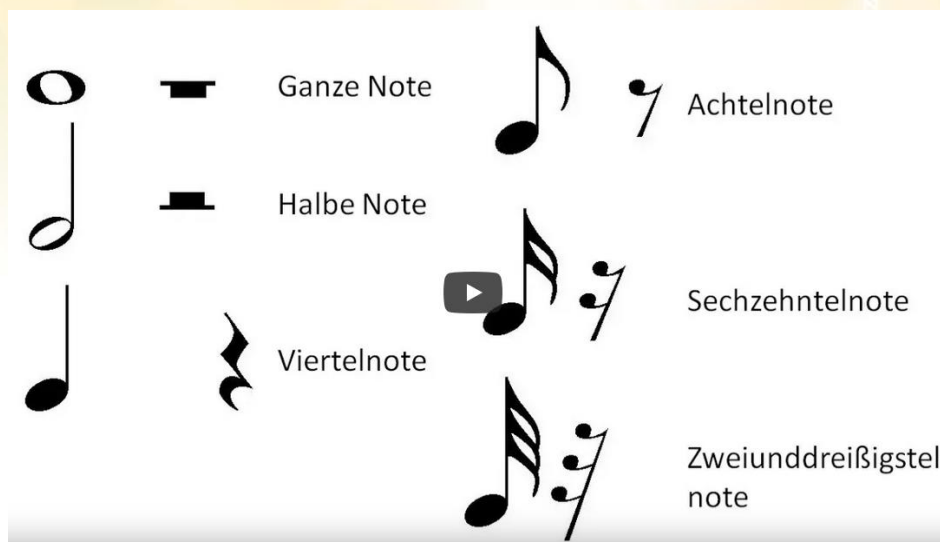 Ganze Note
Halbe Note
Viertelnote
Achtelnote
Sechzehntelnote
Zweiunddreißigstel
note